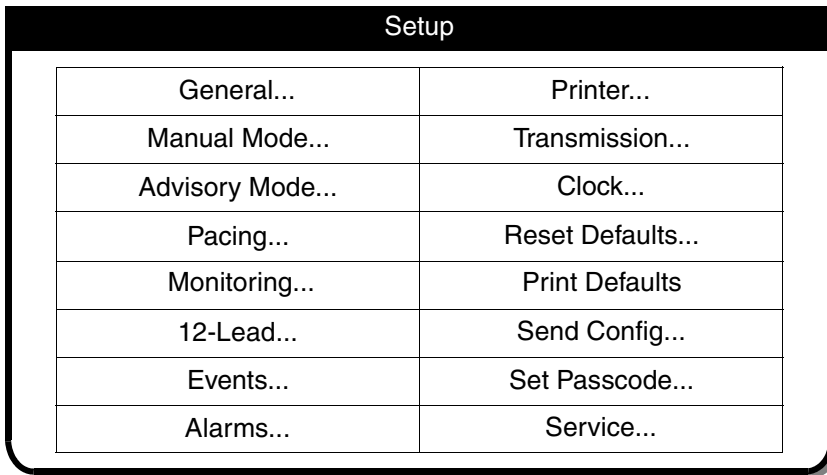 Setup
General... Printer...
Manual Mode... Transmission...
Advisory Mode... Clock...
Pacing... Reset Defaults...
Monitoring... Print Defaults
12-Lead... Send Config...
Events... Set Passcode...
Alarms... Service...